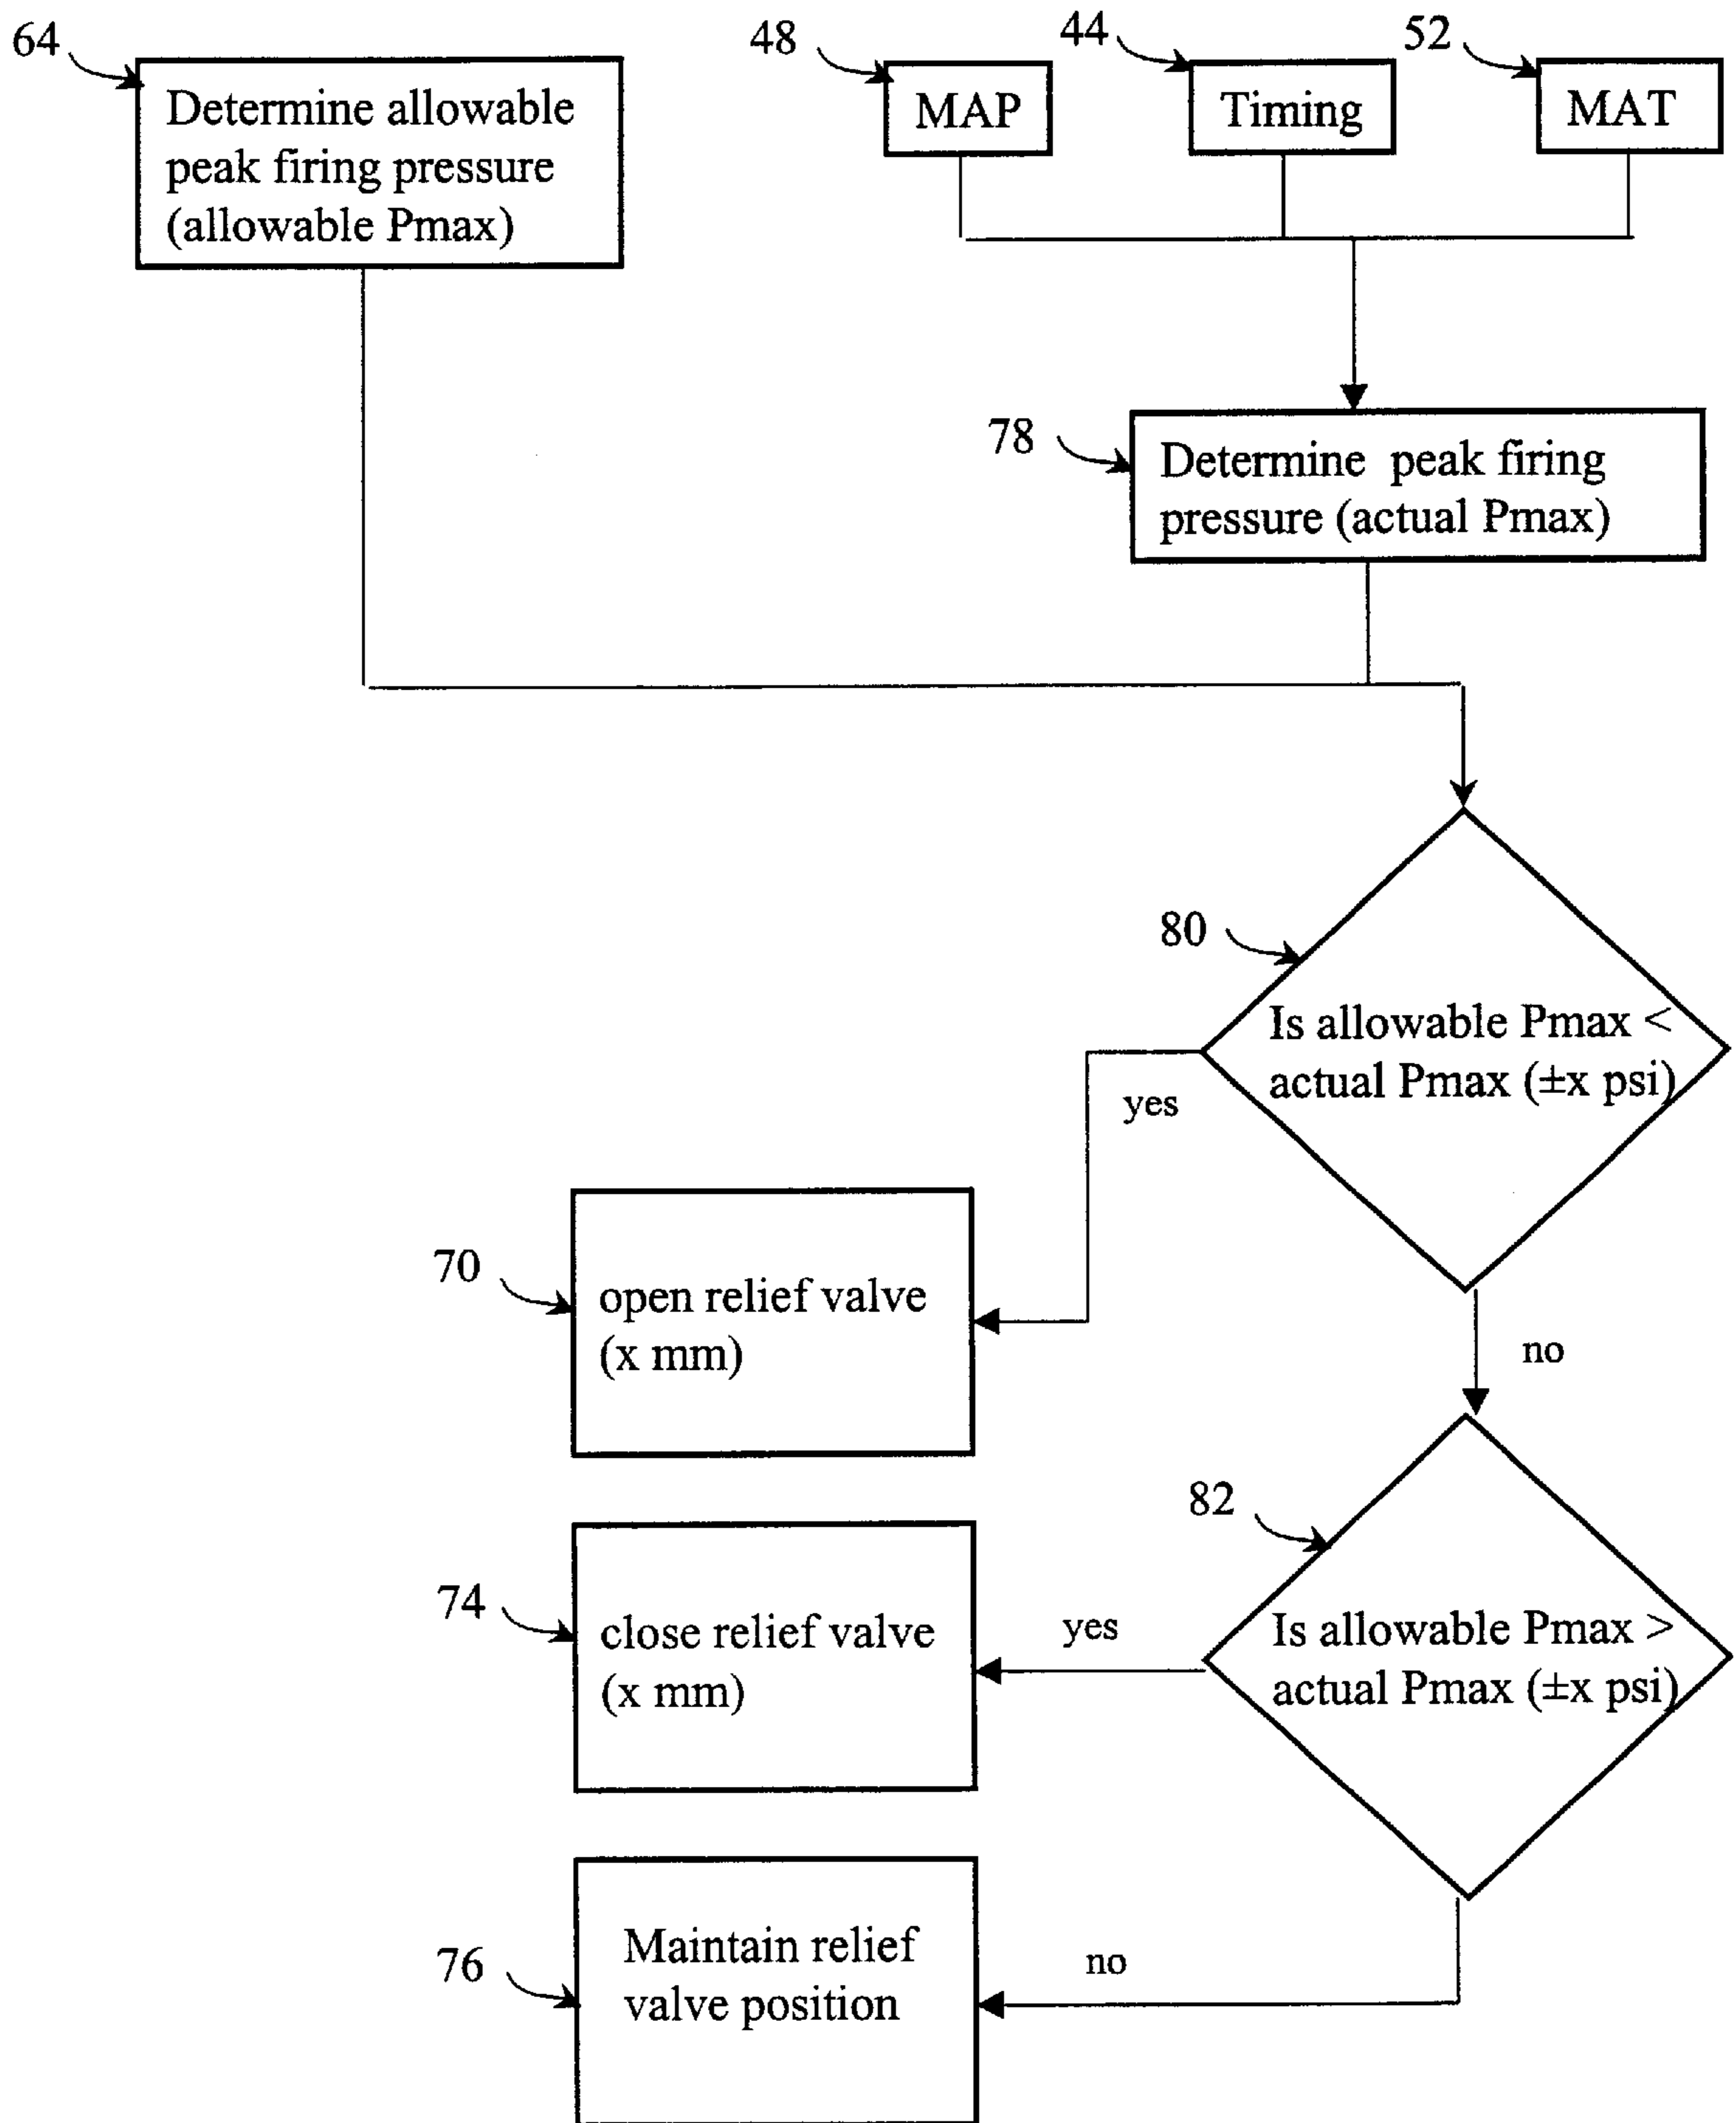 64
Determine allowable
peak firing pressure
(allowable Pmax)
48
MAP
44
Timing
52
MAT
78
Determine peak firing
pressure (actual Pmax)
80
Is allowable Pmax <
actual Pmax (±x psi)
yes
70
open relief valve
(x mm)
no
82
Is allowable Pmax >
actual Pmax (±x psi)
74
close relief valve
(x mm)
yes
76
Maintain relief
valve position
no